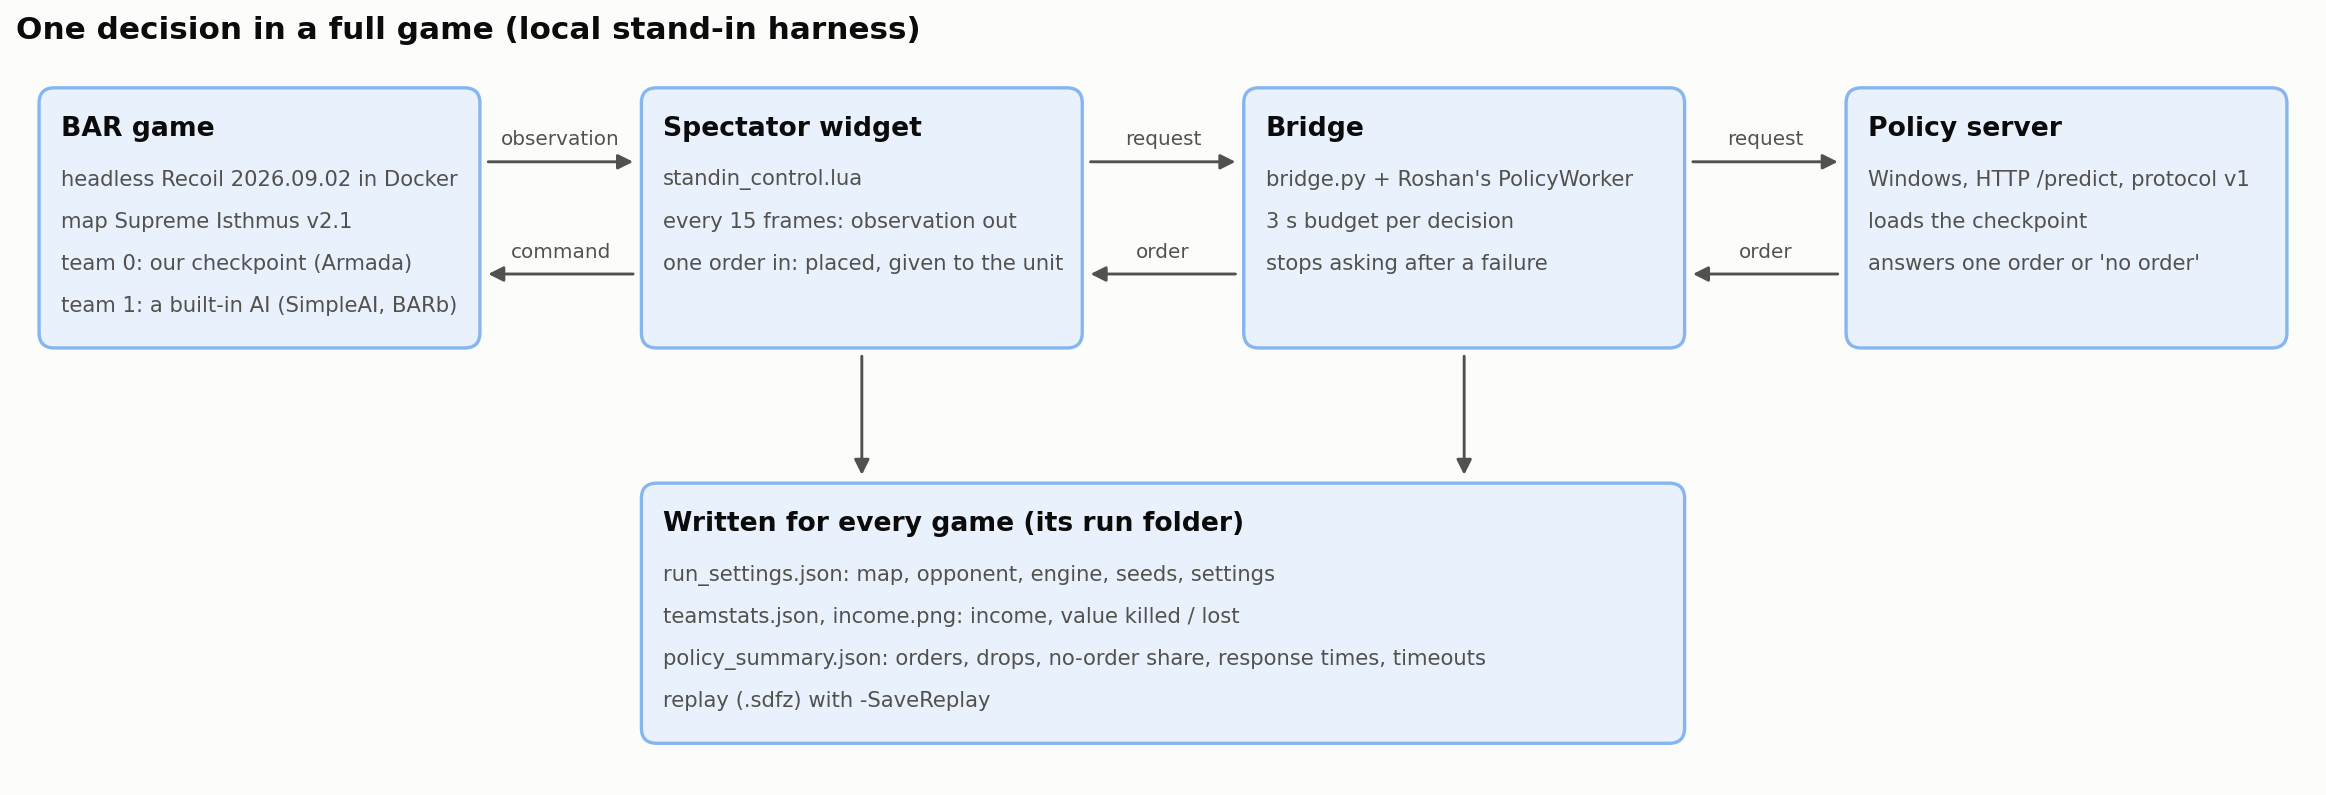 One decision in a full game (local stand-in harness)
BAR game
headless Recoil 2026.09.02 in Docker
map Supreme Isthmus v2.1
team 0: our checkpoint (Armada)
team 1: a built-in AI (SimpleAI, BARb)
observation
command
Spectator widget
standin_control.lua
every 15 frames: observation out
one order in: placed, given to the unit
request
order
Bridge
bridge.py + Roshan's PolicyWorker
3 s budget per decision
stops asking after a failure
request
order
Policy server
Windows, HTTP /predict, protocol v1
loads the checkpoint
answers one order or 'no order'
Written for every game (its run folder)
run_settings.json: map, opponent, engine, seeds, settings
teamstats.json, income.png: income, value killed / lost
policy_summary.json: orders, drops, no-order share, response times, timeouts
replay (.sdfz) with -SaveReplay